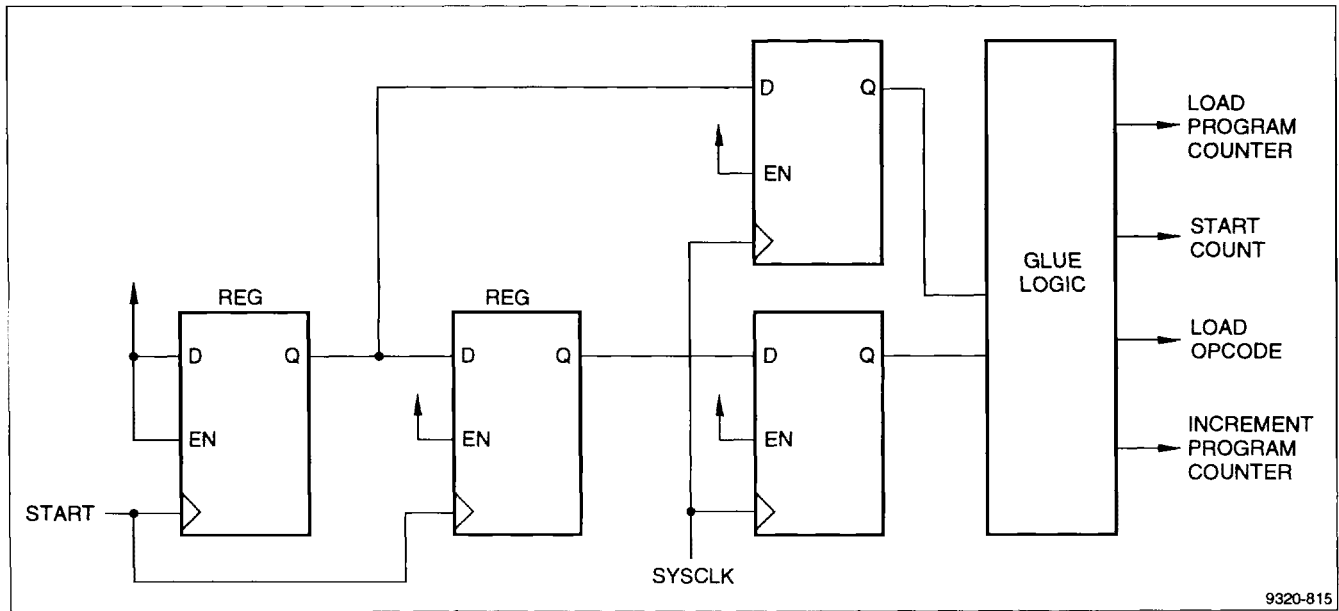 D Q
EN
LOAD
PROGRAM
COUNTER
START
COUNT
GLUE
LOGIC
LOAD
OPCODE
INCREMENT
PROGRAM
COUNTER
REG
D Q
EN
REG
D Q
EN
D Q
EN
START
SYSCLK
9320-815